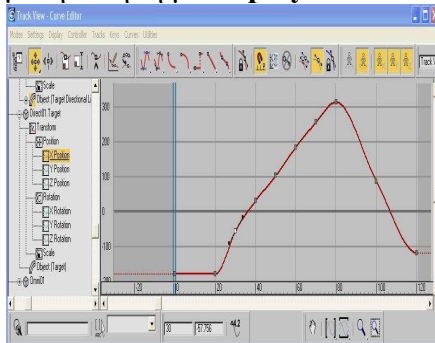 Track View - Curve Editor
Modes Settings Display Controller Tracks Keys Curves Utilities
Track V
Scale
Object (Target Directional Li
Direct01.Target
Transform
Position
X Position
Y Position
Z Position
Rotation
X Rotation
Y Rotation
Z Rotation
Scale
Object (Target)
Omni01
300
200
100
0
-100
-200
20
0
20
40
60
80
100
120
30
-57.756